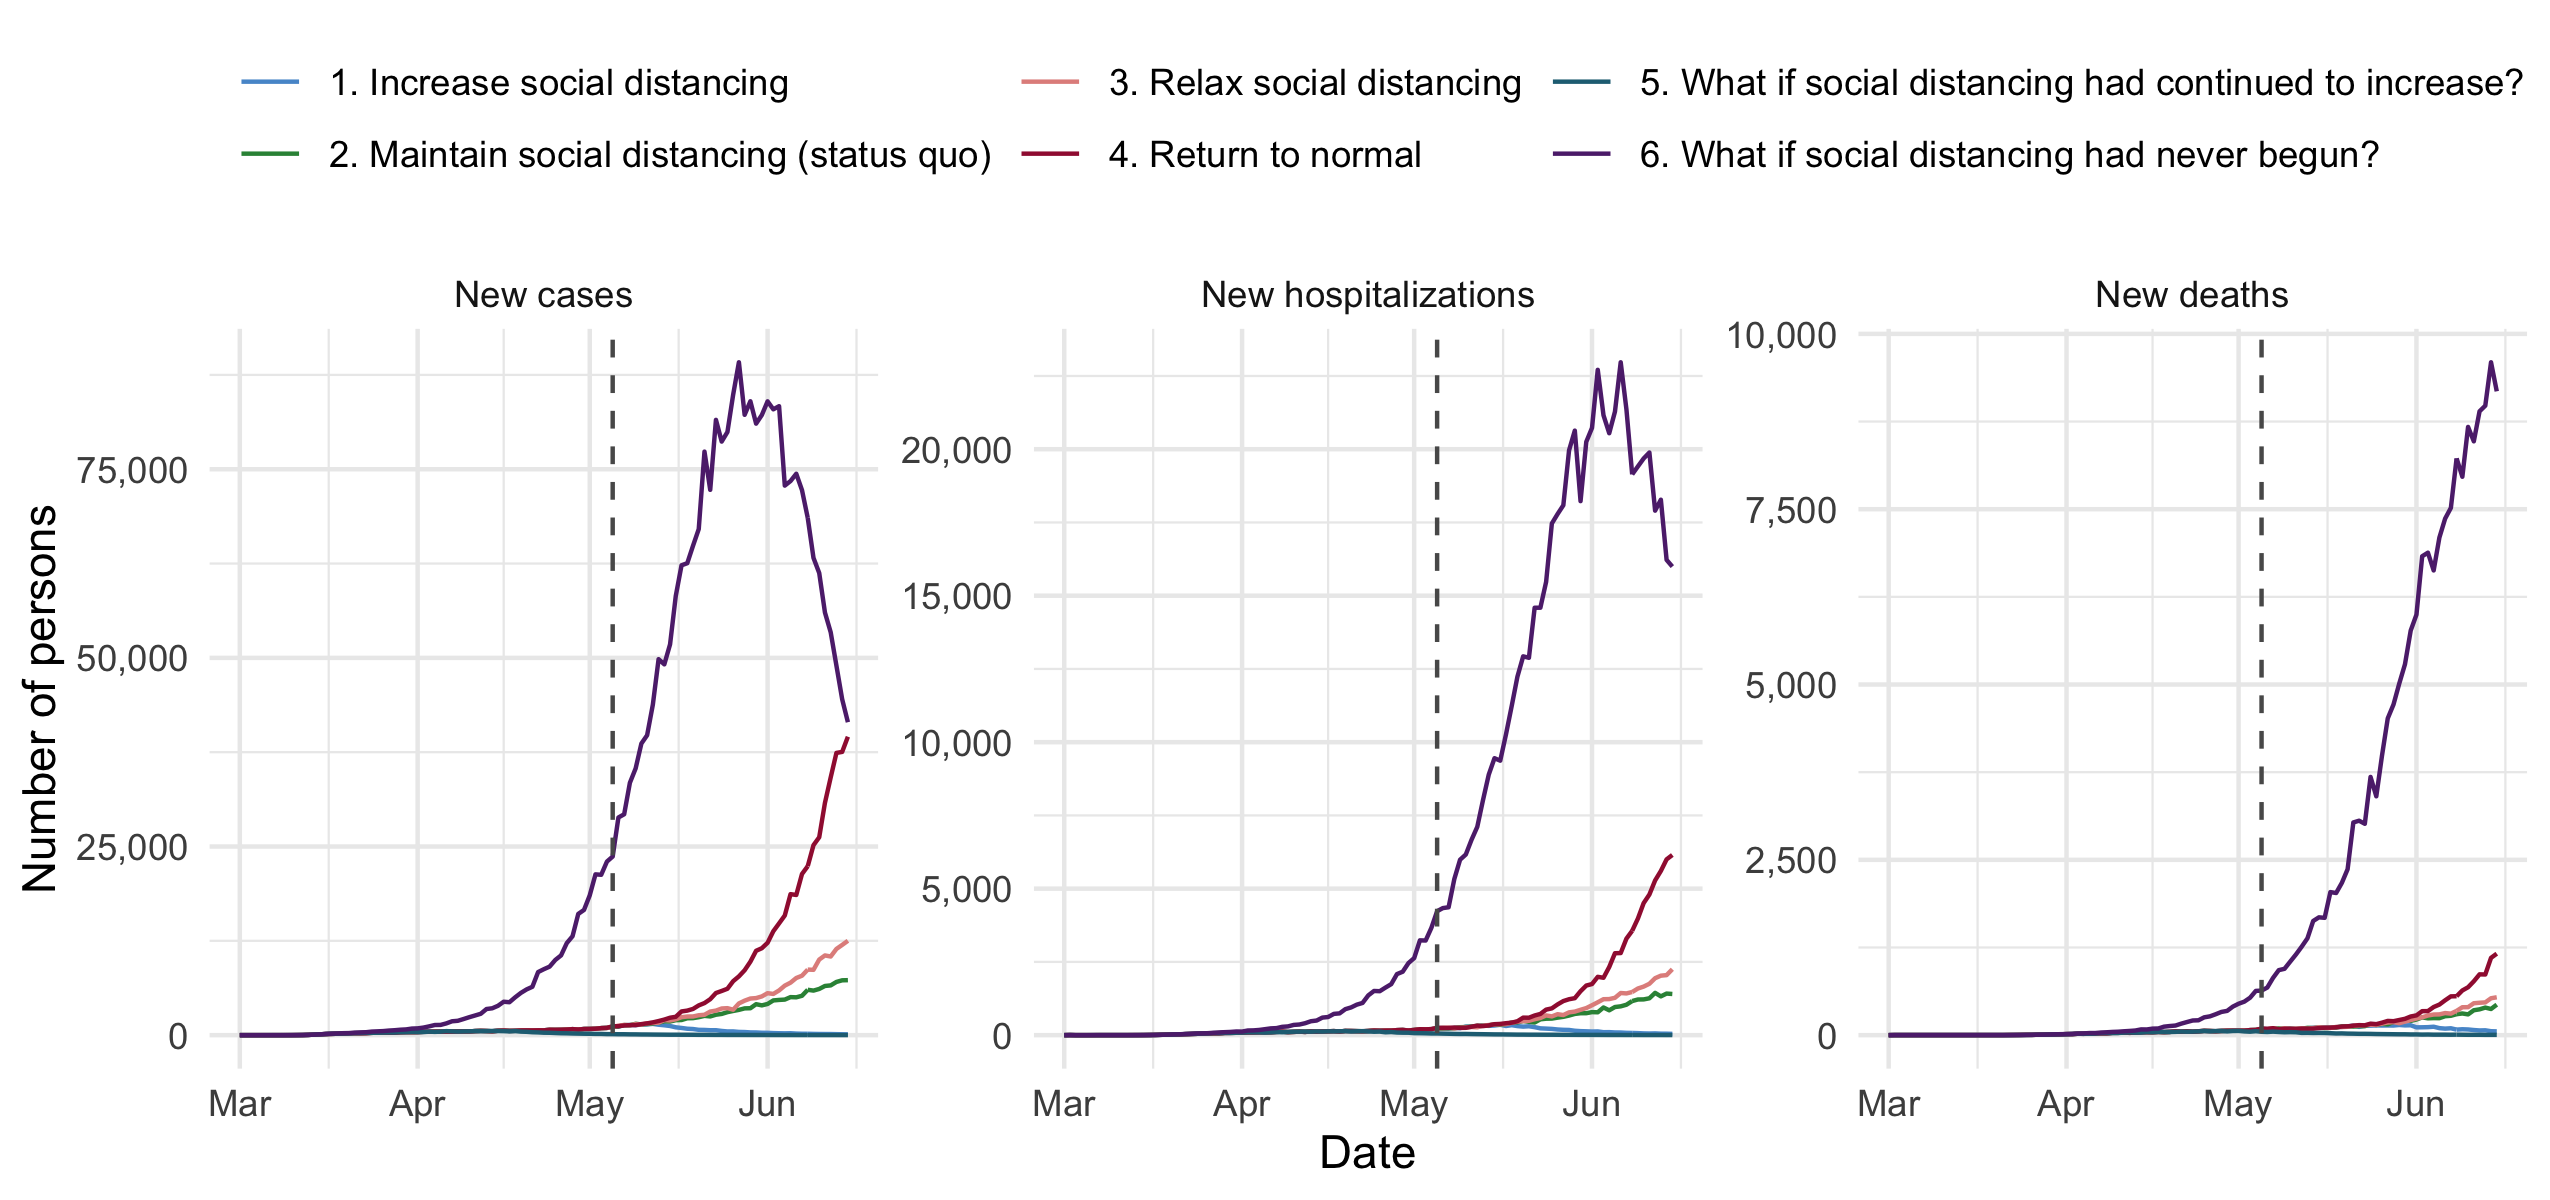 1. Increase social distancing
2. Maintain social distancing (status quo)
3. Relax social distancing
4. Return to normal
5. What if social distancing had continued to increase?
6. What if social distancing had never begun?
Number of persons
New cases
75,000
50,000
25,000
0
Mar Apr May Jun
New hospitalizations
20,000
15,000
10,000
5,000
0
Mar Apr May Jun
New deaths
10,000
7,500
5,000
2,500
0
Mar Apr May Jun
Date